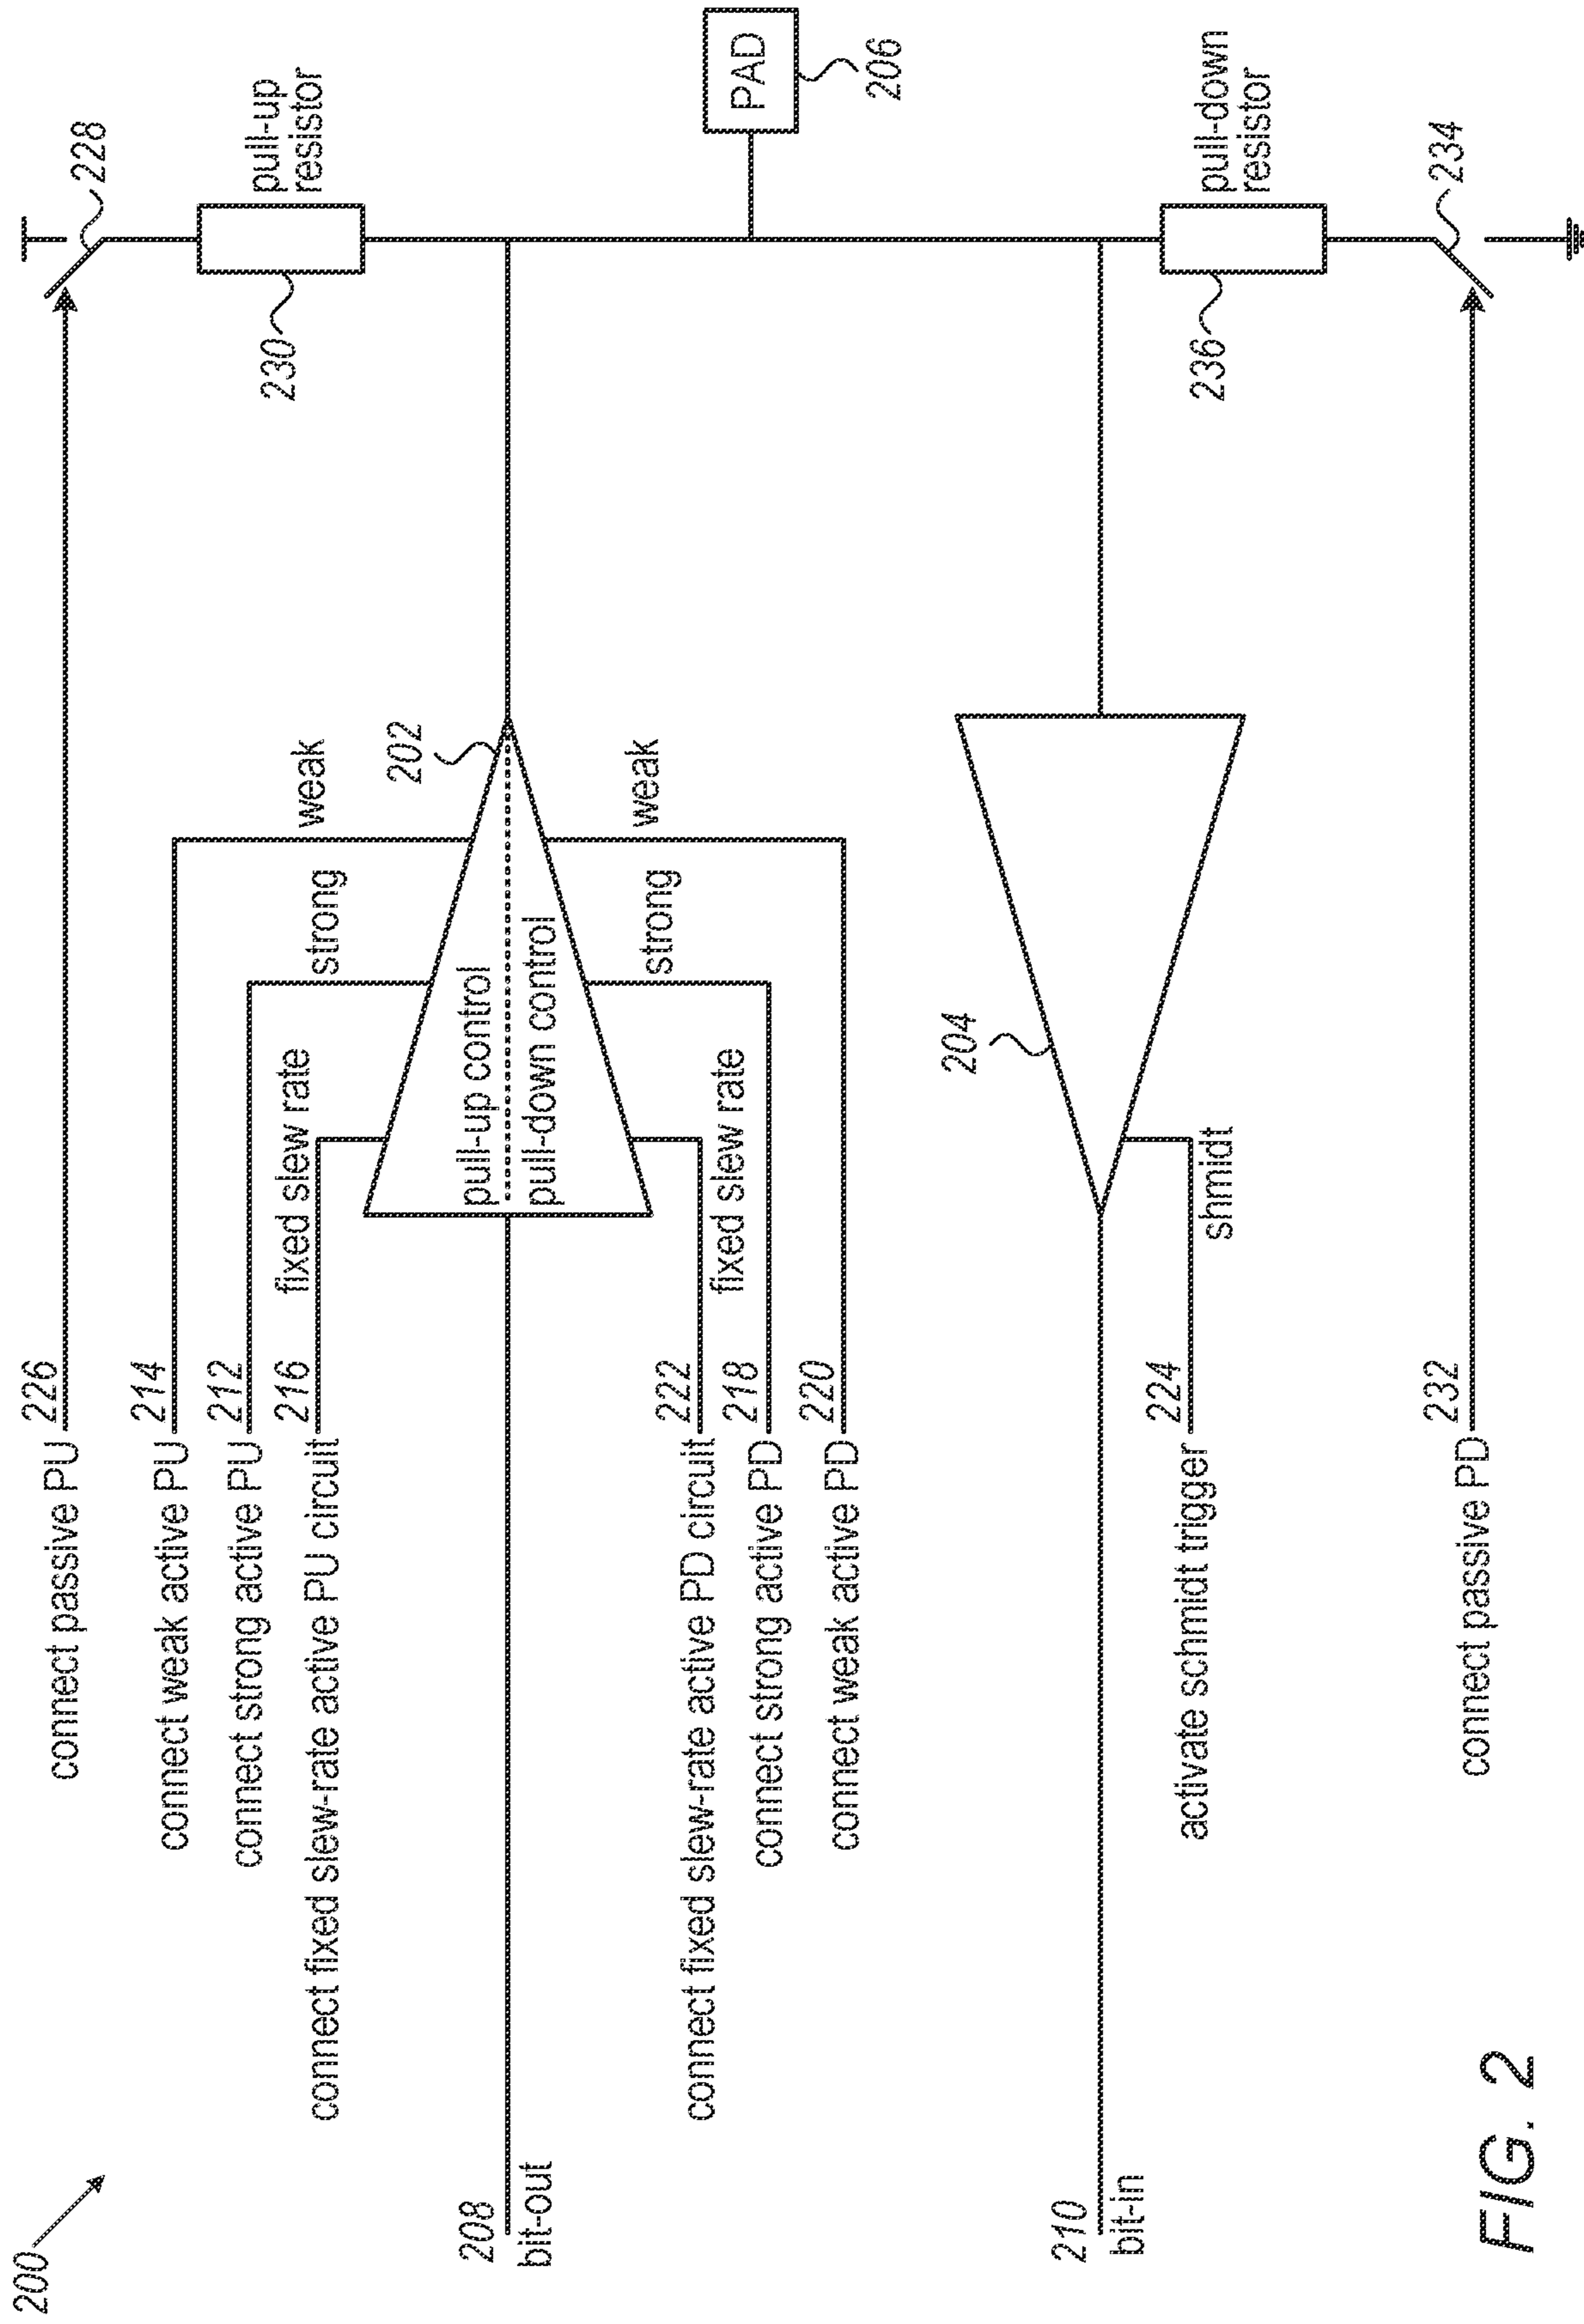 200
connect passive PU
226
228
pull-up
resistor
230
connect weak active PU
214
weak
connect strong active PU
212
strong
connect fixed slew-rate active PU circuit
216
fixed slew rate
202
pull-up control
pull-down control
208
bit-out
PAD
206
connect fixed slew-rate active PD circuit
222
fixed slew rate
connect strong active PD
218
strong
connect weak active PD
220
weak
204
210
bit-in
activate schmidt trigger
224
shmidt
pull-down
resistor
236
connect passive PD
232
234
FIG. 2